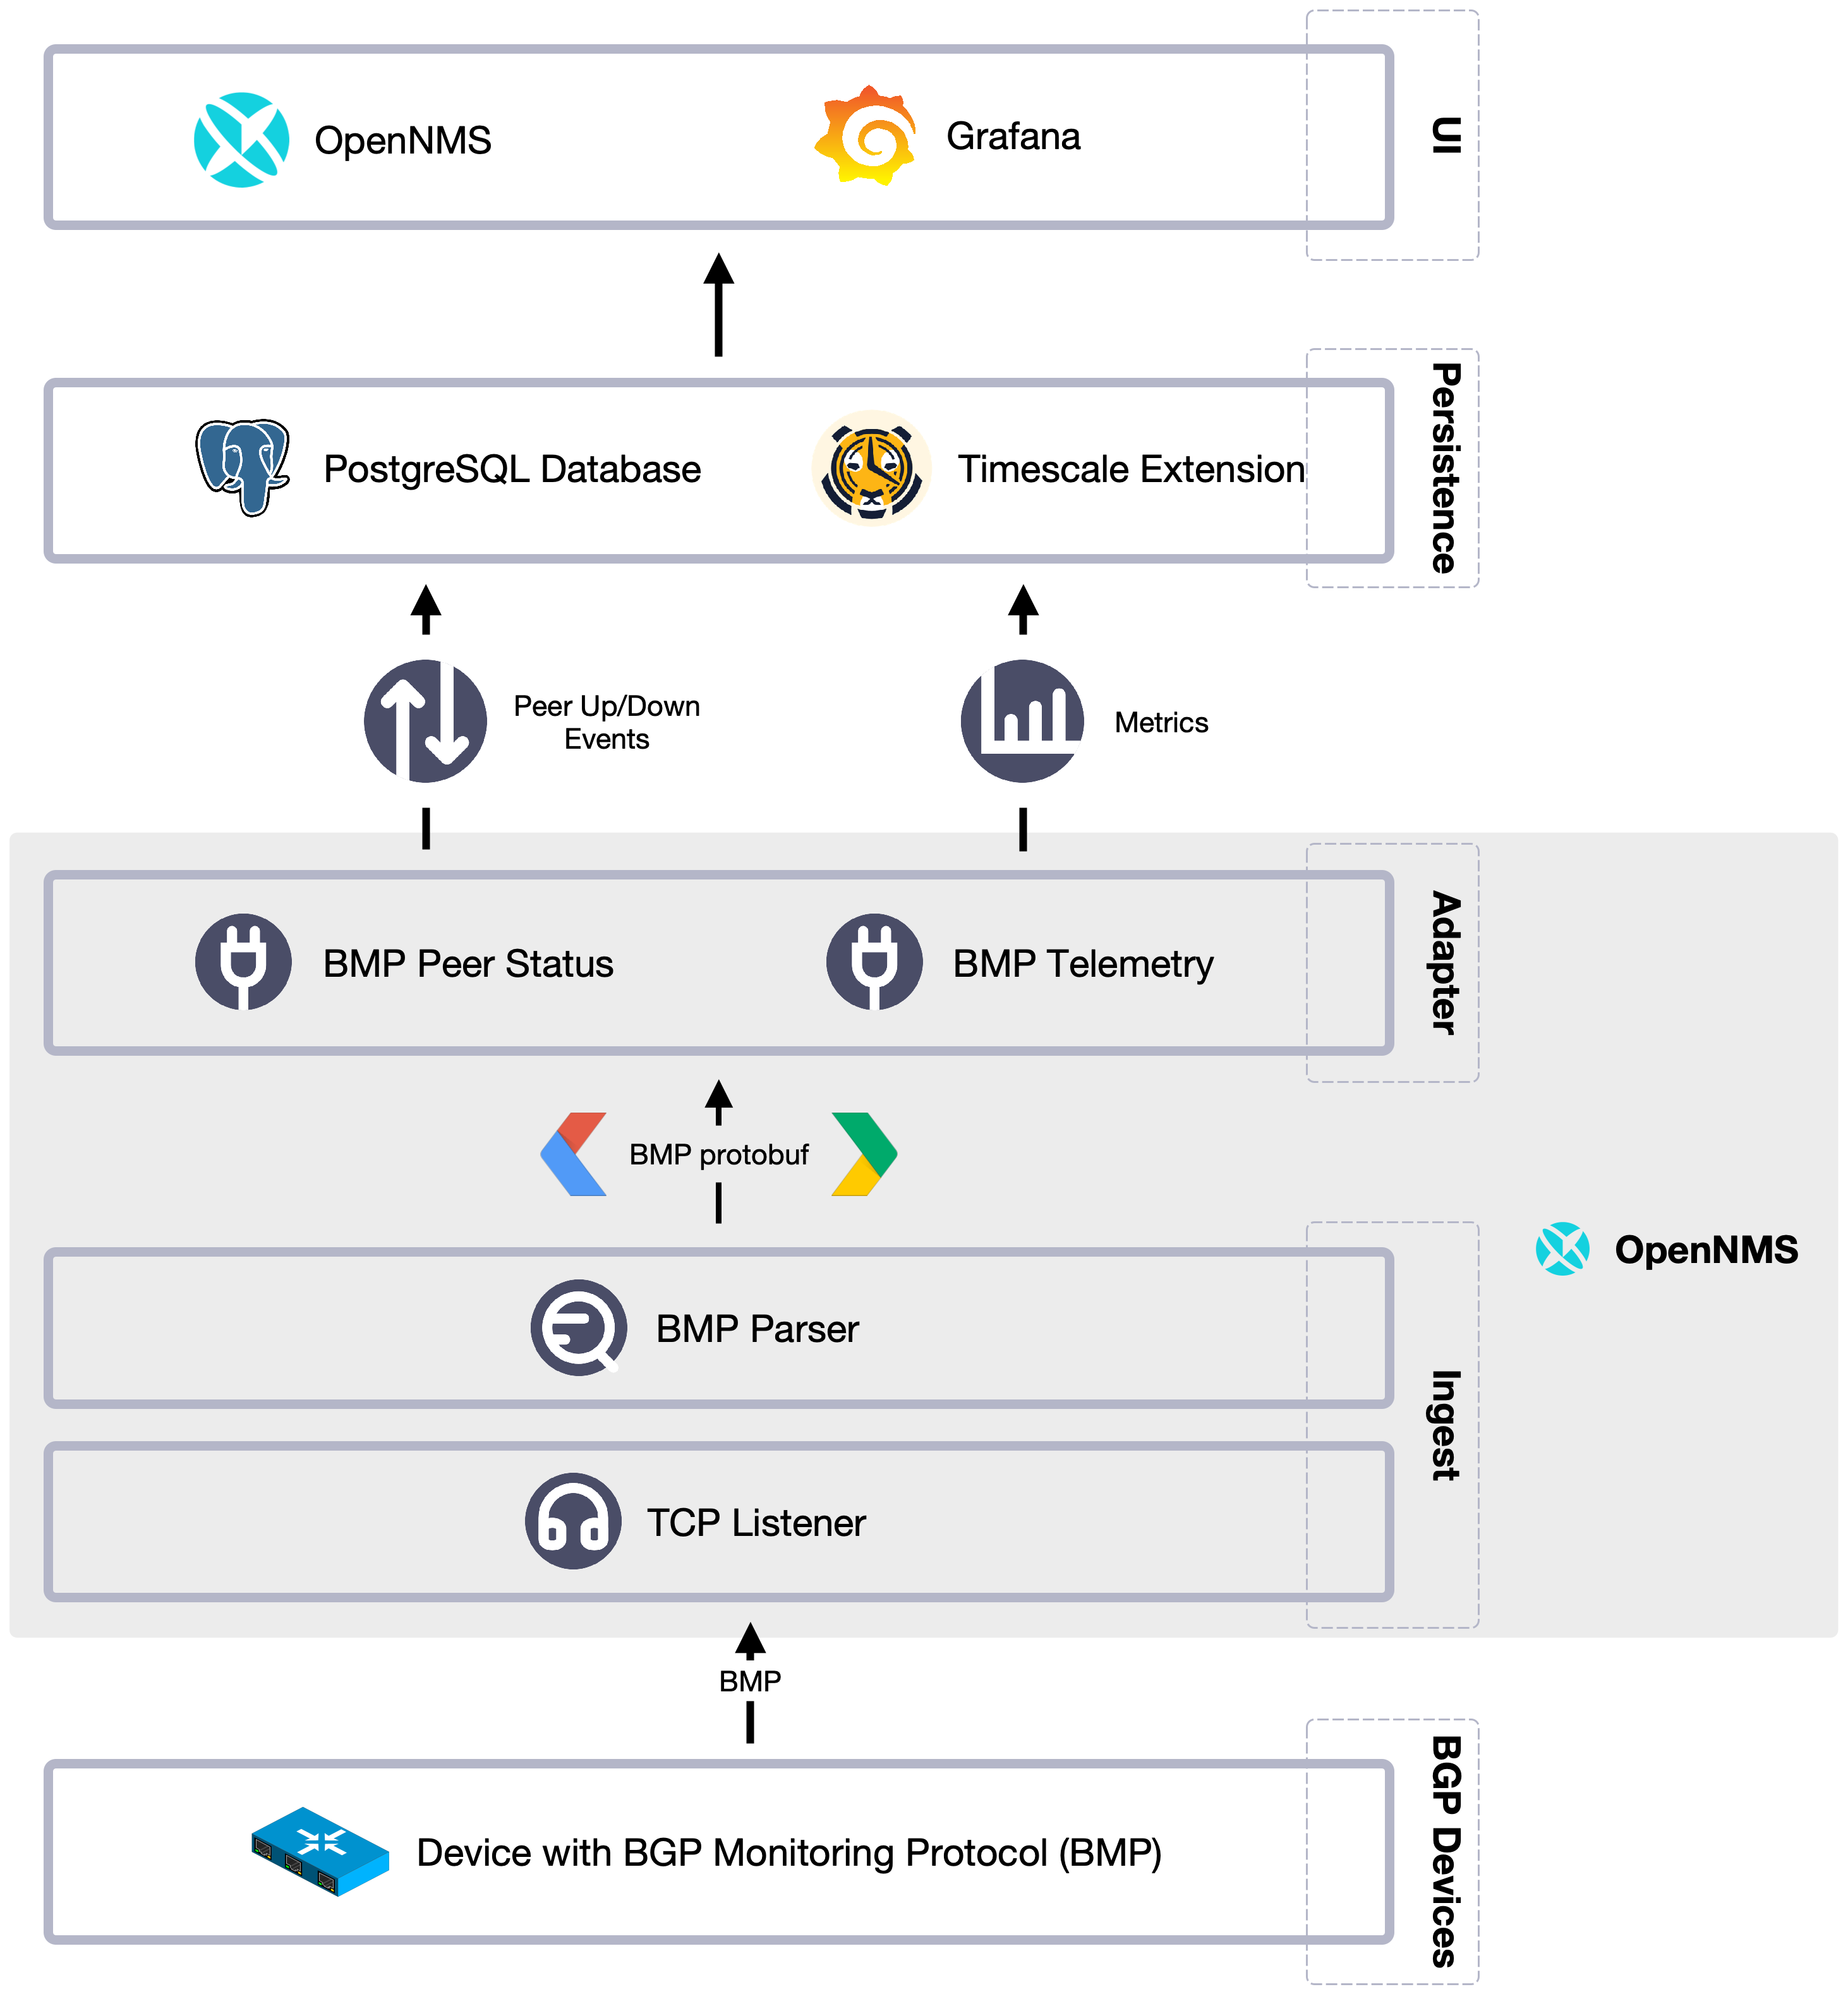 OpenNMS
Grafana
UI
PostgreSQL Database
Timescale Extension
Persistence
Peer Up/Down
Events
Metrics
BMP Peer Status
BMP Telemetry
Adapter
BMP protobuf
BMP Parser
OpenNMS
Ingest
TCP Listener
BMP
Device with BGP Monitoring Protocol (BMP)
BGP Devices